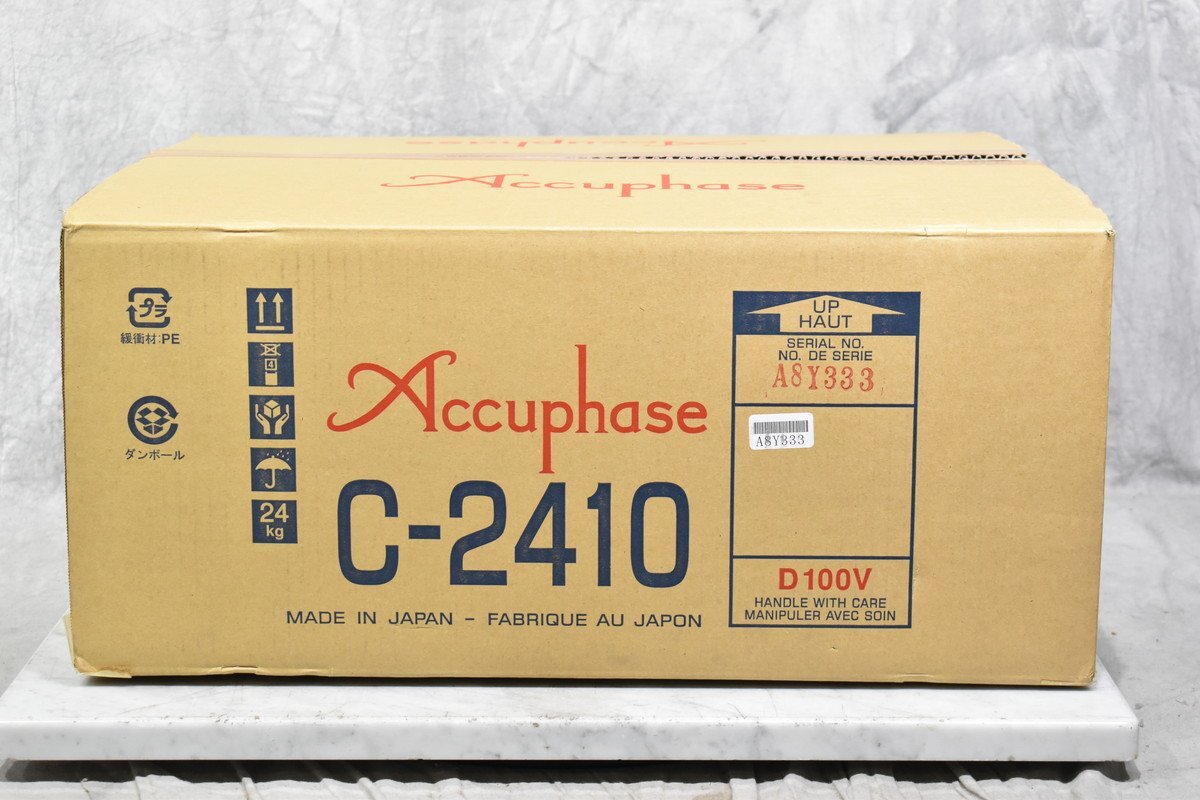 Accuphase
Accuphase
プラ
緩衝材:PE
ダンボール
4
24
kg
Accuphase
C-2410
MADE IN JAPAN - FABRIQUE AU JAPON
UP
HAUT
SERIAL NO.
NO. DE SERIE
A8Y333
A8Y333
D100V
HANDLE WITH CARE
MANIPULER AVEC SOIN